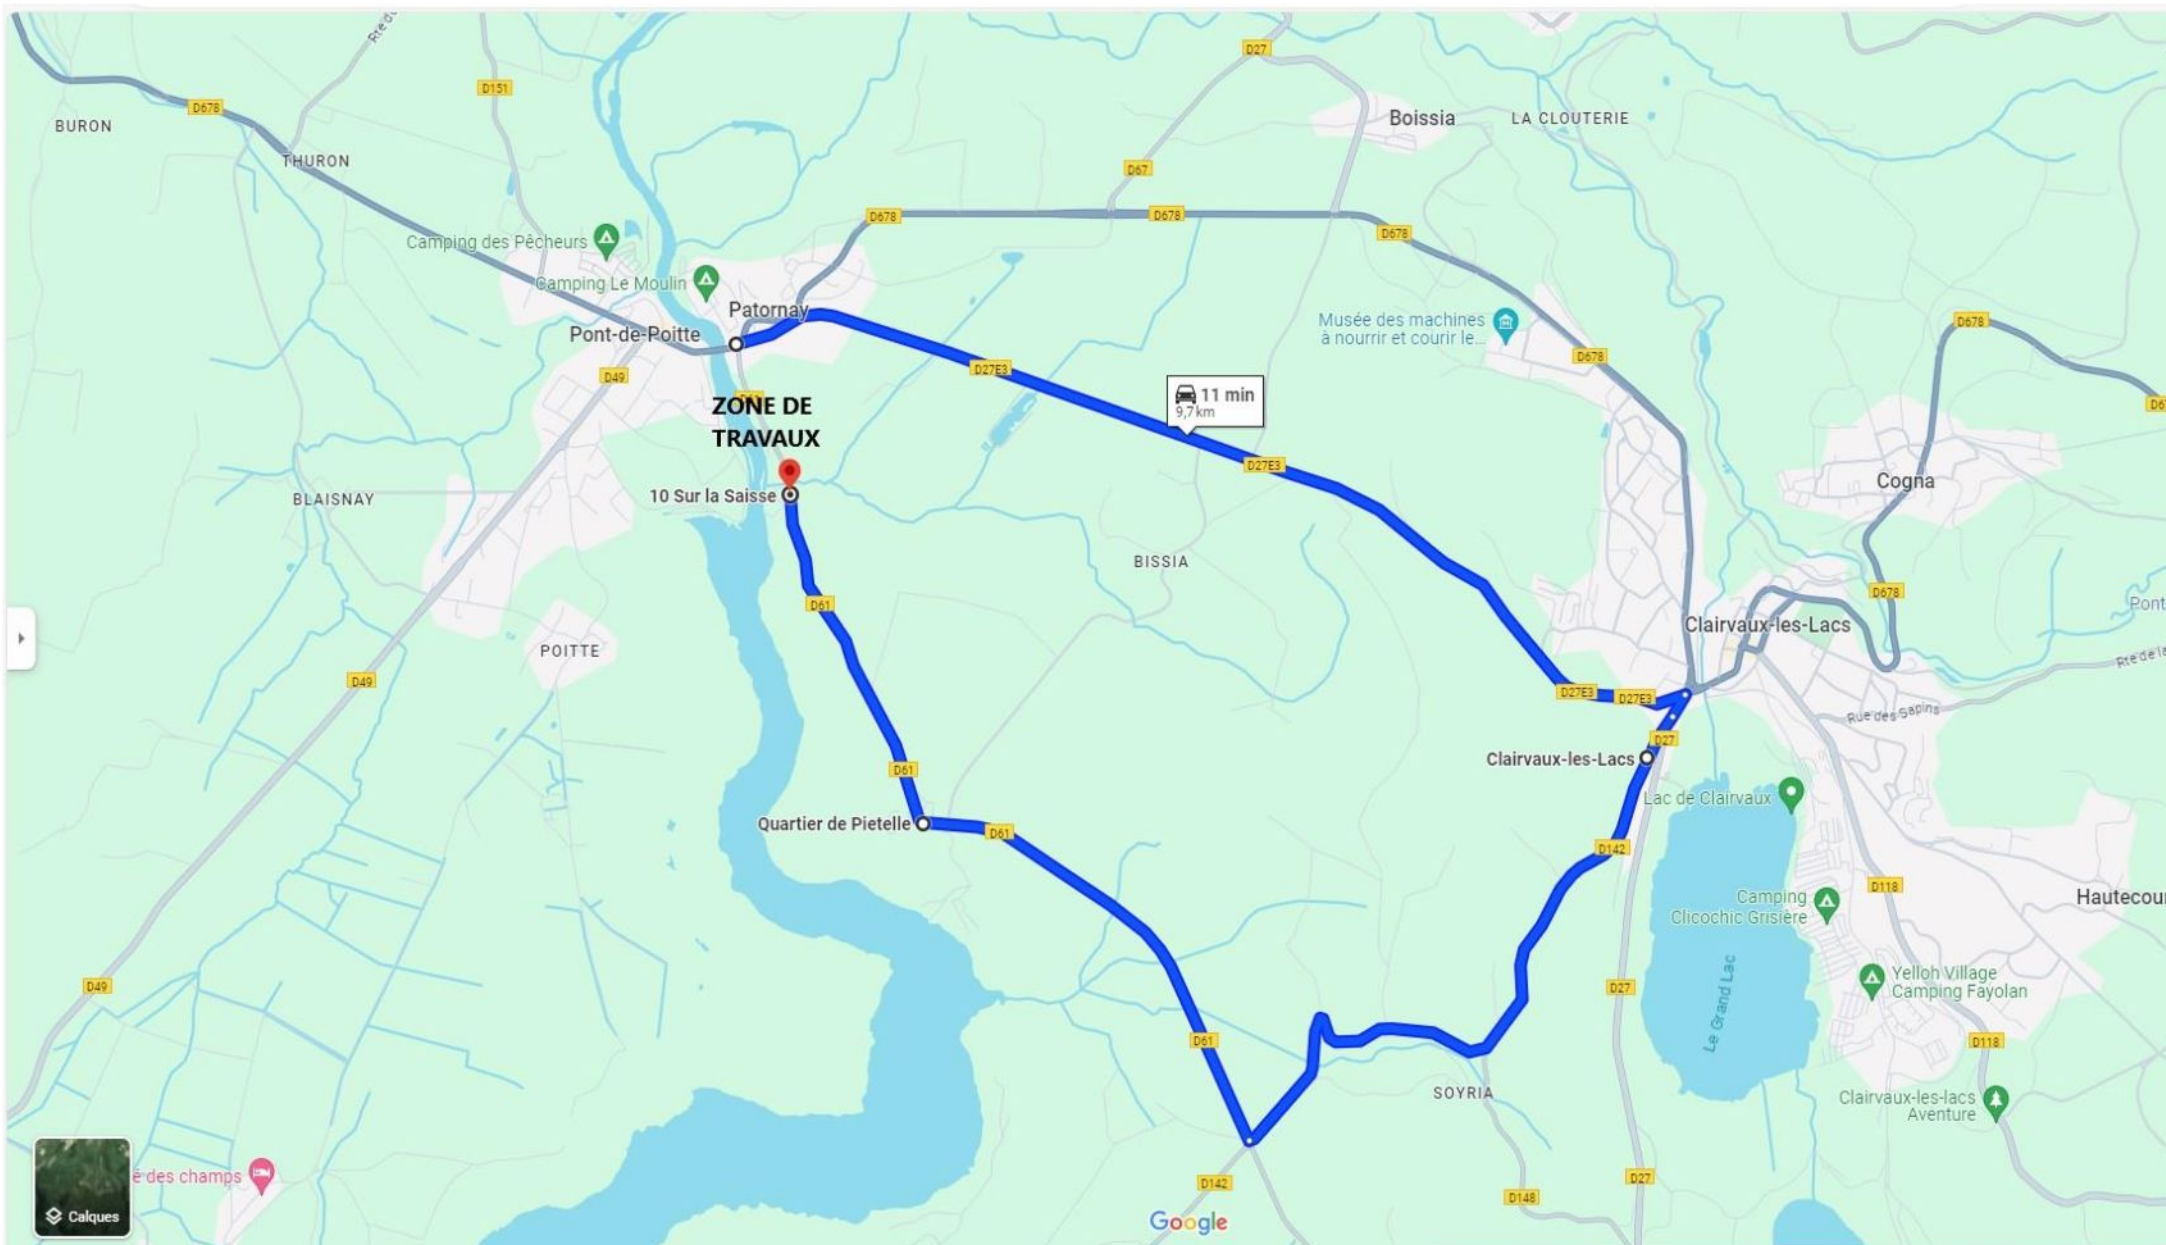 D27
D151
D678
BURON
Boissia
LA CLOUTERIE
THURON
D67
D678
D678
D678
Camping des Pêcheurs
Camping Le Moulin
Patornay
Pont-de-Poitte
Musée des machines
à nourrir et courir le...
D678
D678
D27E3
D49
11 min
9,7 km
ZONE DE
TRAVAUX
D27E3
Cogna
10 Sur la Saisse
BLAISNAY
BISSIA
D678
D61
Pont
Clairvaux-les-Lacs
POITTE
D49
D27E3
D27E3
Rue des Sapins
D27
Clairvaux-les-Lacs
D61
Lac de Clairvaux
Quartier de Pietelle
D61
D142
D118
Camping
Clicochic Grisière
Hautecour
Yelloh Village
Camping Fayolan
D49
D27
Le Grand Lac
D61
D118
SOYRIA
Clairvaux-les-lacs
Aventure
é des champs
D142
D148
D27
Calques
Google